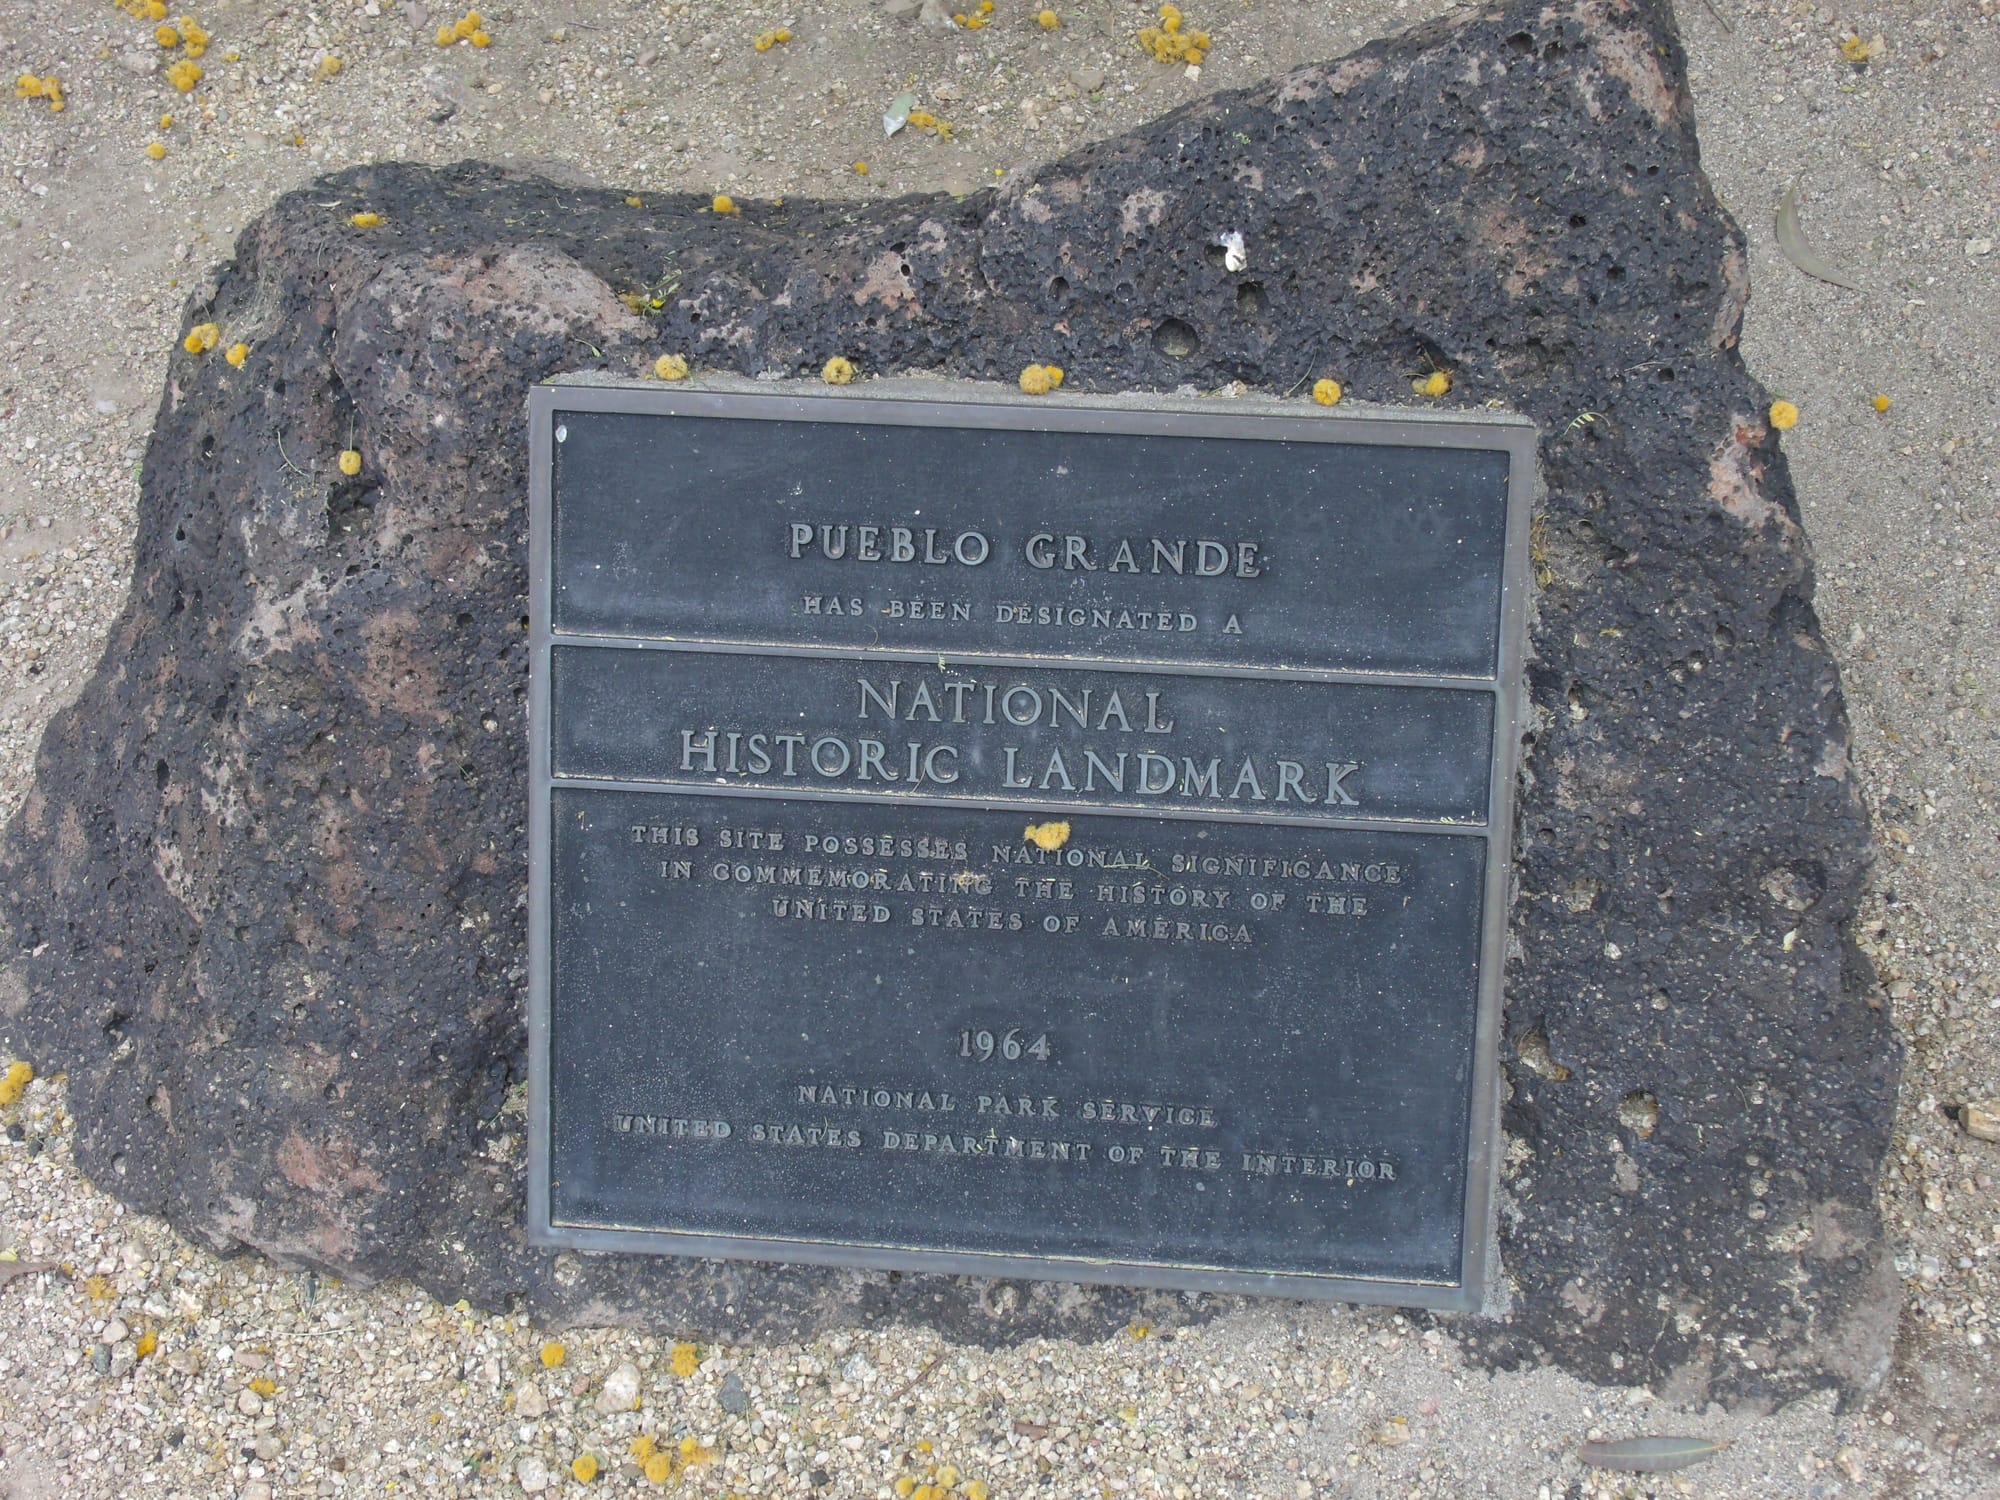 PUEBLO GRANDE
HAS BEEN DESIGNATED A
NATIONAL
HISTORIC LANDMARK
THIS SITE POSSESSES NATIONAL SIGNIFICANCE
IN COMMEMORATING THE HISTORY OF THE
UNITED STATES OF AMERICA
1964
NATIONAL PARK SERVICE
UNITED STATES DEPARTMENT OF THE INTERIOR